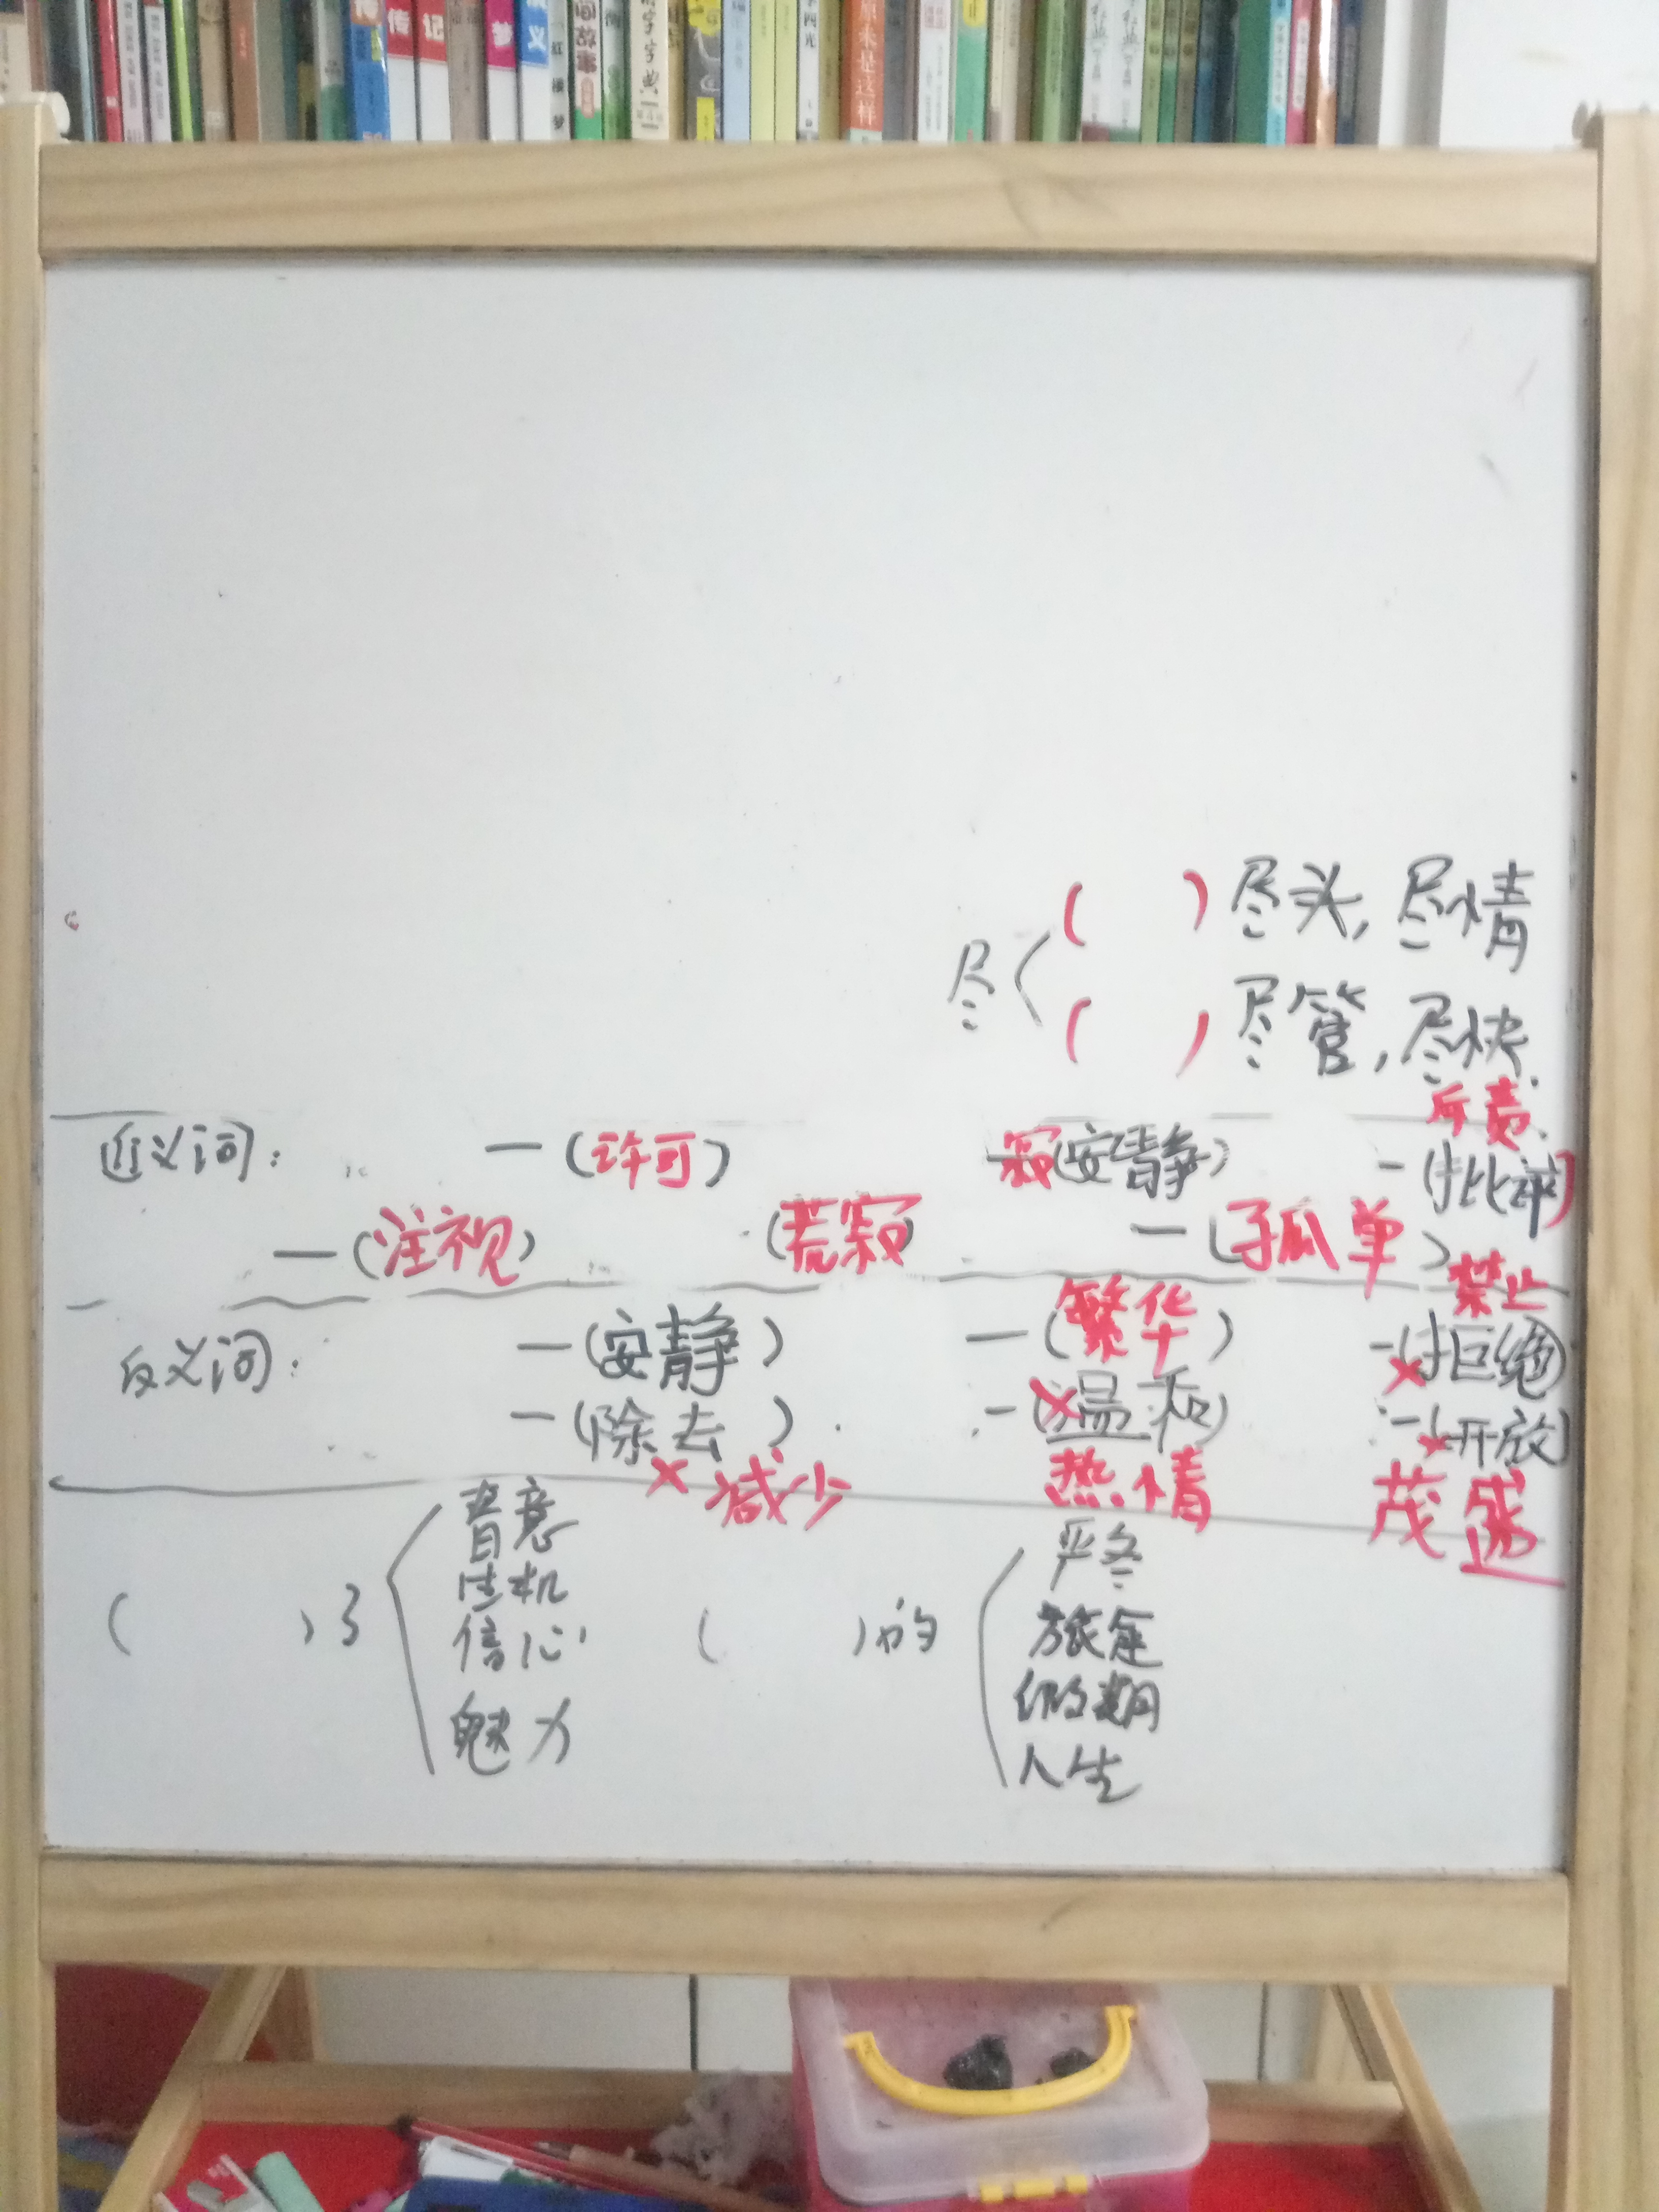 传 记 梦 义 红楼梦 间故事 字字典 李四光 原来是这样
( ) 尽头, 尽情
尽
( ) 尽管, 尽快
斥责
近义词: —(许可) 寂(安静) —(批评)
—(注视) (荒寂) —(孤单)
禁止
反义词: —(安静) —(繁华) —(拒绝)
—(除去) —(温和) —(开放)
减少 热情 茂盛
( )了 春意 生机 信心 魅力
( )的 严冬 旅途 假期 人生